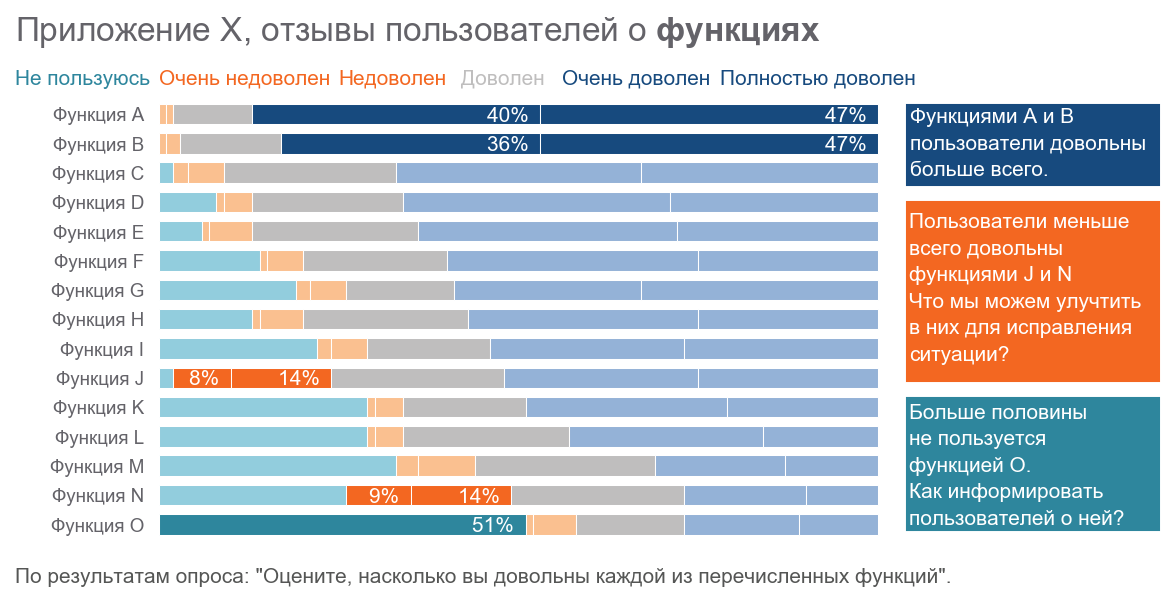 Приложение X, отзывы пользователей о функциях
Не пользуюсь Очень недоволен Недоволен Доволен Очень доволен Полностью доволен
Функция A 40% 47%
Функция B 36% 47%
Функция C
Функция D
Функция E
Функция F
Функция G
Функция H
Функция I
Функция J 8% 14%
Функция K
Функция L
Функция M
Функция N 9% 14%
Функция O 51%
Функциями A и B
пользователи довольны
больше всего.
Пользователи меньше
всего довольны
функциями J и N
Что мы можем улучтить
в них для исправления
ситуации?
Больше половины
не пользуется
функцией O.
Как информировать
пользователей о ней?
По результатам опроса: "Оцените, насколько вы довольны каждой из перечисленных функций".